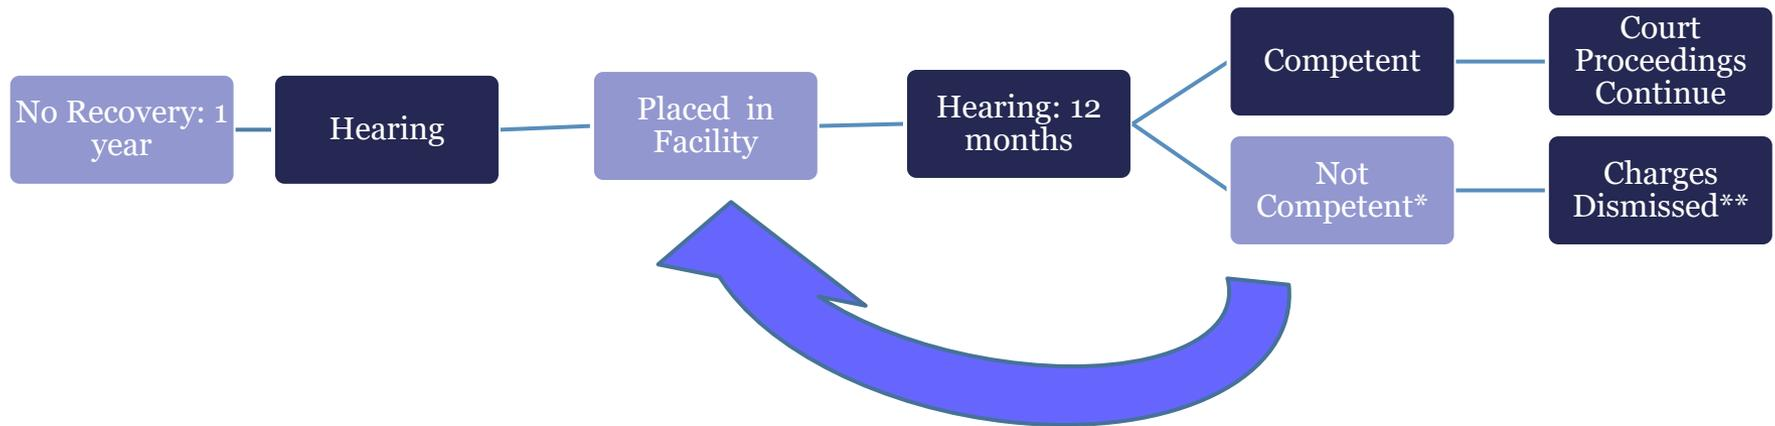 No Recovery: 1
year
Hearing
Placed in
Facility
Hearing: 12
months
Competent
Court
Proceedings
Continue
Not
Competent*
Charges
Dismissed**